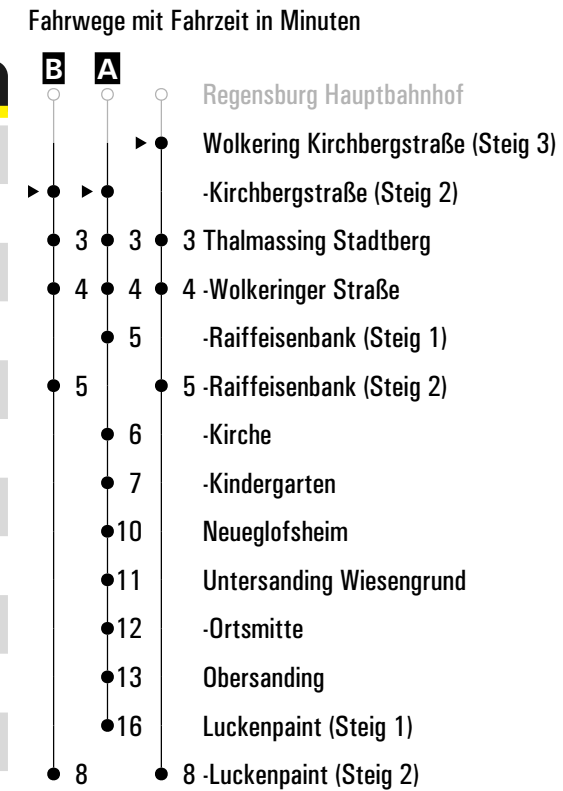 Fahrwege mit Fahrzeit in Minuten
B A
Regensburg Hauptbahnhof
Wolkering Kirchbergstraße (Steig 3)
-Kirchbergstraße (Steig 2)
3 3 3 Thalmassing Stadtberg
4 4 4 -Wolkeringer Straße
5 -Raiffeisenbank (Steig 1)
5 5 -Raiffeisenbank (Steig 2)
6 -Kirche
7 -Kindergarten
10 Neueglofsheim
11 Untersanding Wiesengrund
12 -Ortsmitte
13 Obersanding
16 Luckenpaint (Steig 1)
8 8 -Luckenpaint (Steig 2)